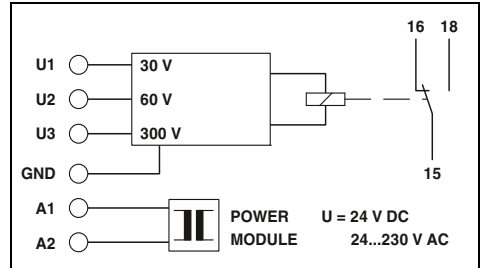 16 18
U1 30 V
U2 60 V
U3 300 V
GND
15
A1
POWER U = 24 V DC
A2 MODULE 24...230 V AC